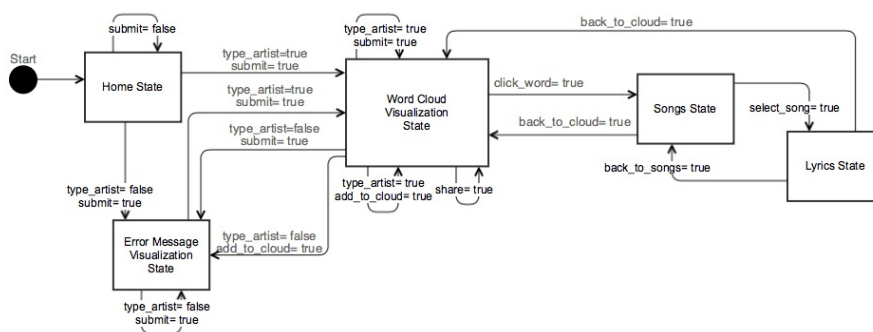 submit= false
Start
Home State
type_artist=true
submit= true
type_artist= true
submit= true
back_to_cloud= true
Word Cloud
Visualization
State
click_word= true
Songs State
select_song= true
type_artist=true
submit= true
type_artist=false
submit= true
back_to_cloud= true
back_to_songs= true
Lyrics State
type_artist= false
submit= true
type_artist= true
add_to_cloud= true
share= true
Error Message
Visualization
State
type_artist= false
add_to_cloud= true
type_artist= false
submit= true